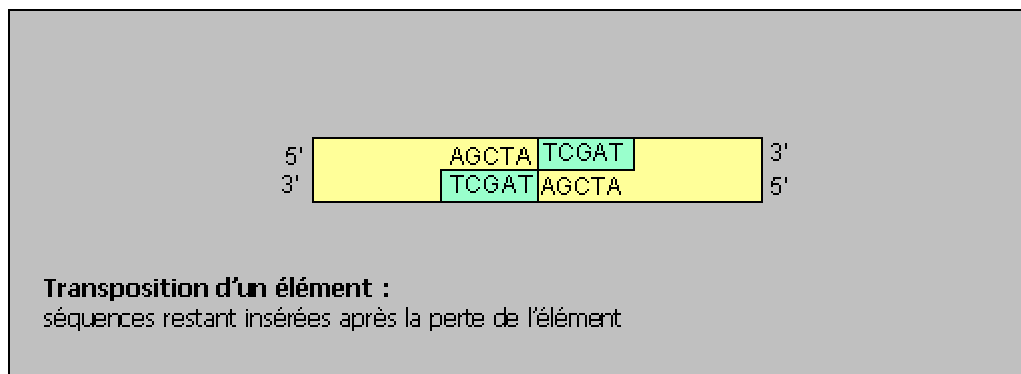 5' AGCTA TCGAT 3'
3' TCGAT AGCTA 5'
Transposition d'un élément :
séquences restant insérées après la perte de l'élément